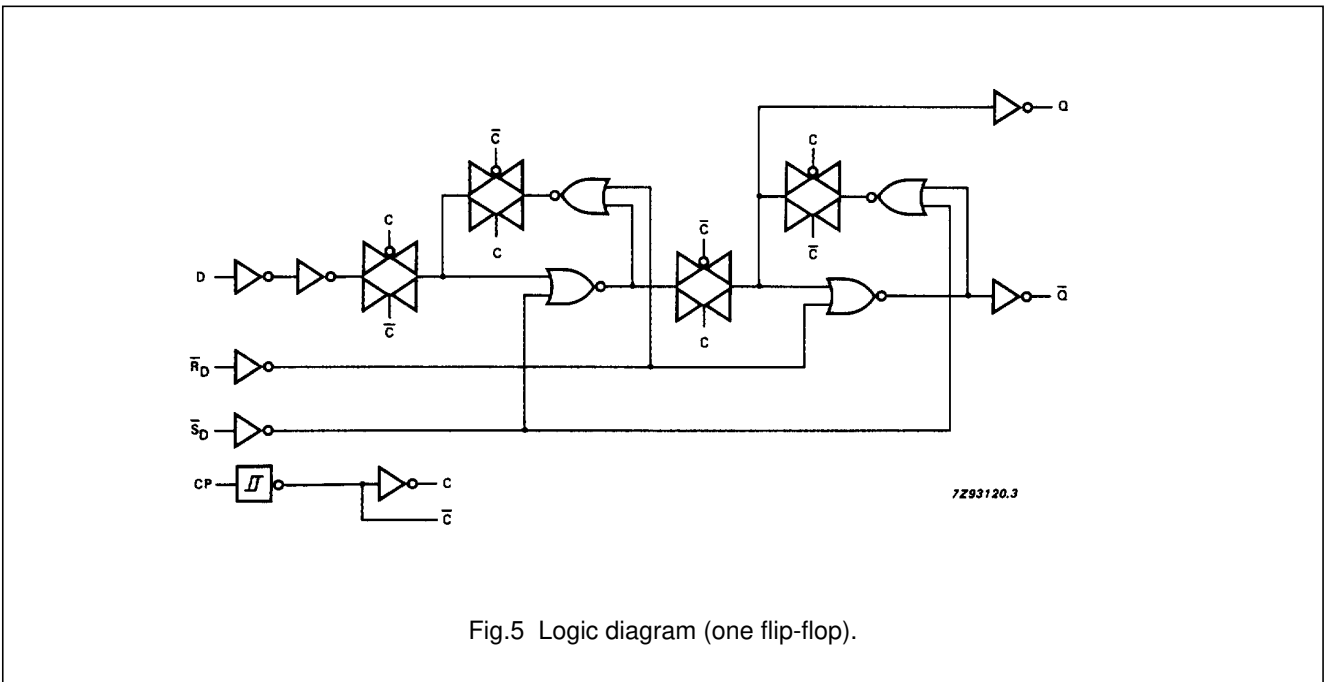 Q
C̅
C
C
C̅
C
C̅
D
Q̅
C̅
C
R̅D
S̅D
CP
C
C̅
7Z93120.3
Fig.5 Logic diagram (one flip-flop).